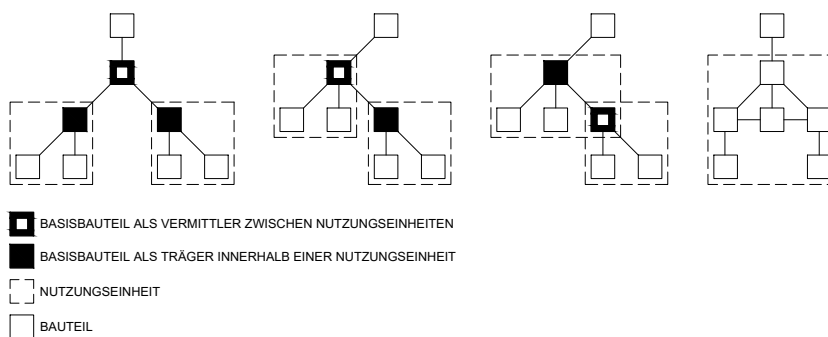 BASISBAUTEIL ALS VERMITTLER ZWISCHEN NUTZUNGSEINHEITEN
BASISBAUTEIL ALS TRÄGER INNERHALB EINER NUTZUNGSEINHEIT
NUTZUNGSEINHEIT
BAUTEIL